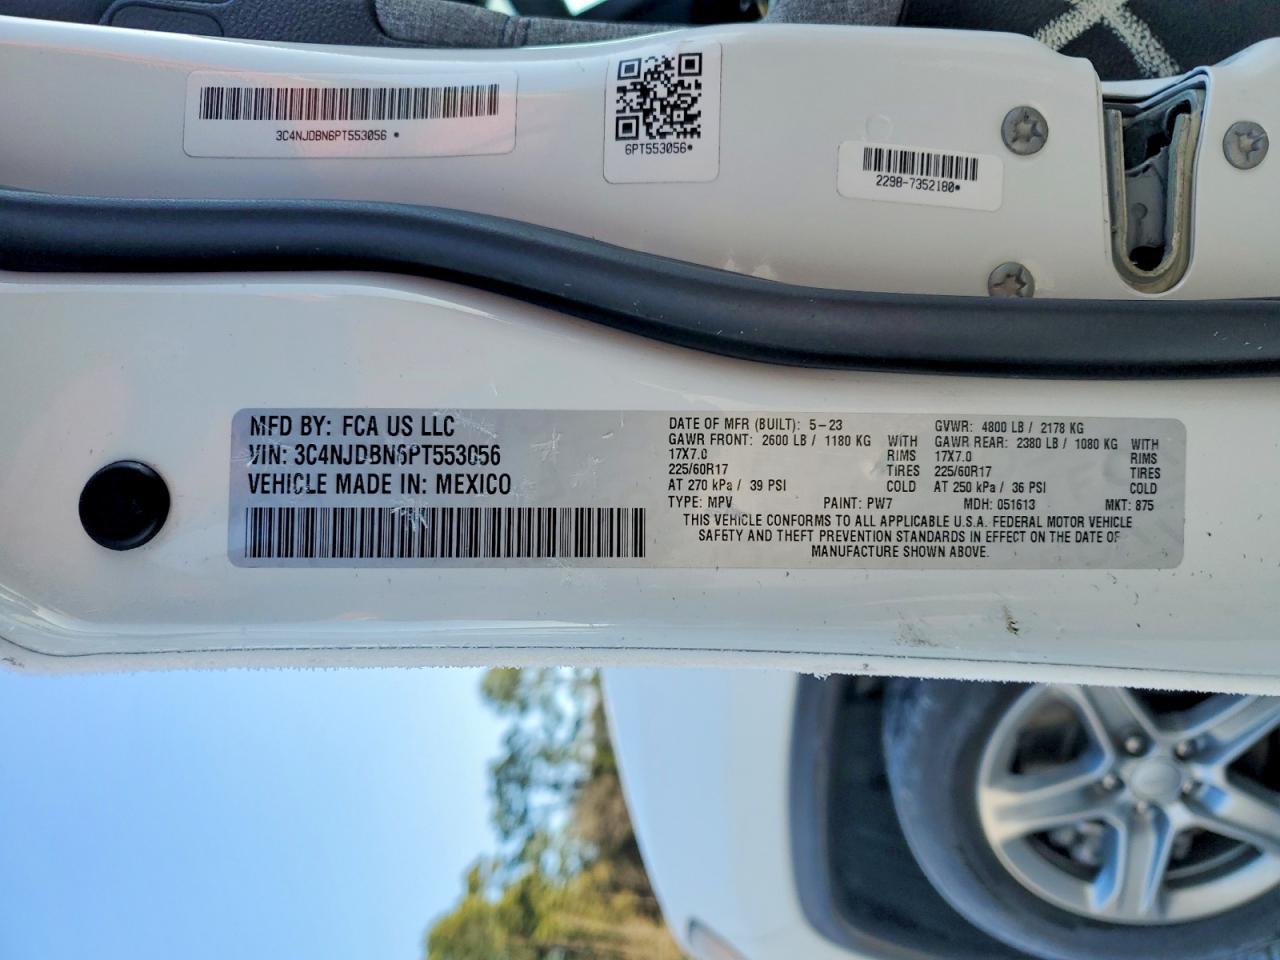 3C4NJDBN6PT553056 *
6PT553056*
2298-7352180*
MFD BY: FCA US LLC
VIN: 3C4NJDBN6PT553056
VEHICLE MADE IN: MEXICO
DATE OF MFR (BUILT): 5-23
GAWR FRONT: 2600 LB / 1180 KG WITH
17X7.0 RIMS
225/60R17 TIRES
AT 270 kPa / 39 PSI COLD
GVWR: 4800 LB / 2178 KG
GAWR REAR: 2380 LB / 1080 KG WITH
17X7.0 RIMS
225/60R17 TIRES
AT 250 kPa / 36 PSI COLD
TYPE: MPV PAINT: PW7 MDH: 051613 MKT: 875
THIS VEHICLE CONFORMS TO ALL APPLICABLE U.S.A. FEDERAL MOTOR VEHICLE
SAFETY AND THEFT PREVENTION STANDARDS IN EFFECT ON THE DATE OF
MANUFACTURE SHOWN ABOVE.